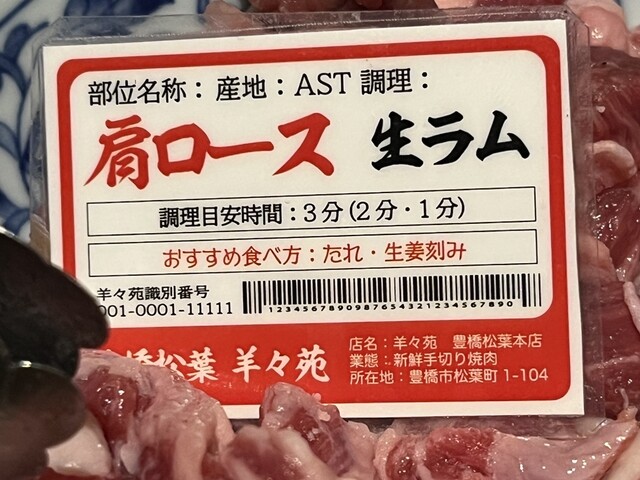 部位名称：産地：AST 調理：
肩ロース 生ラム
調理目安時間：3分(2分・1分)
おすすめ食べ方：たれ・生姜刻み
羊々苑識別番号
001-0001-11111
1234567890987654321234567890
橋松葉 羊々苑
店名：羊々苑 豊橋松葉本店
業態：新鮮手切り焼肉
所在地：豊橋市松葉町1-104